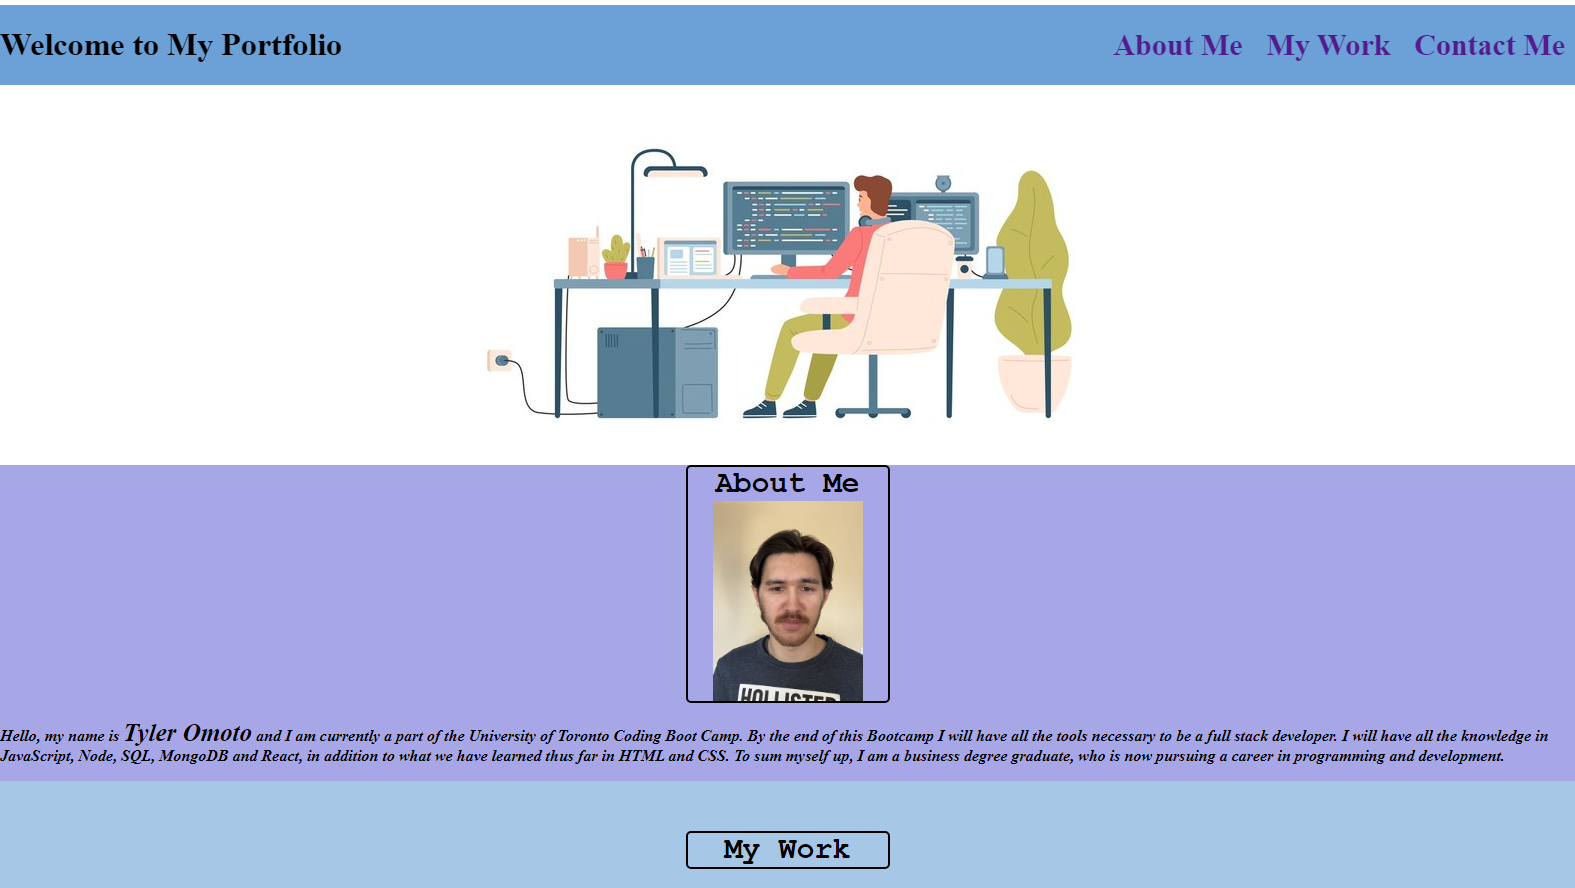 Welcome to My Portfolio
About Me My Work Contact Me
About Me
HOLLISTER
Hello, my name is Tyler Omoto and I am currently a part of the University of Toronto Coding Boot Camp. By the end of this Bootcamp I will have all the tools necessary to be a full stack developer. I will have all the knowledge in
JavaScript, Node, SQL, MongoDB and React, in addition to what we have learned thus far in HTML and CSS. To sum myself up, I am a business degree graduate, who is now pursuing a career in programming and development.
My Work